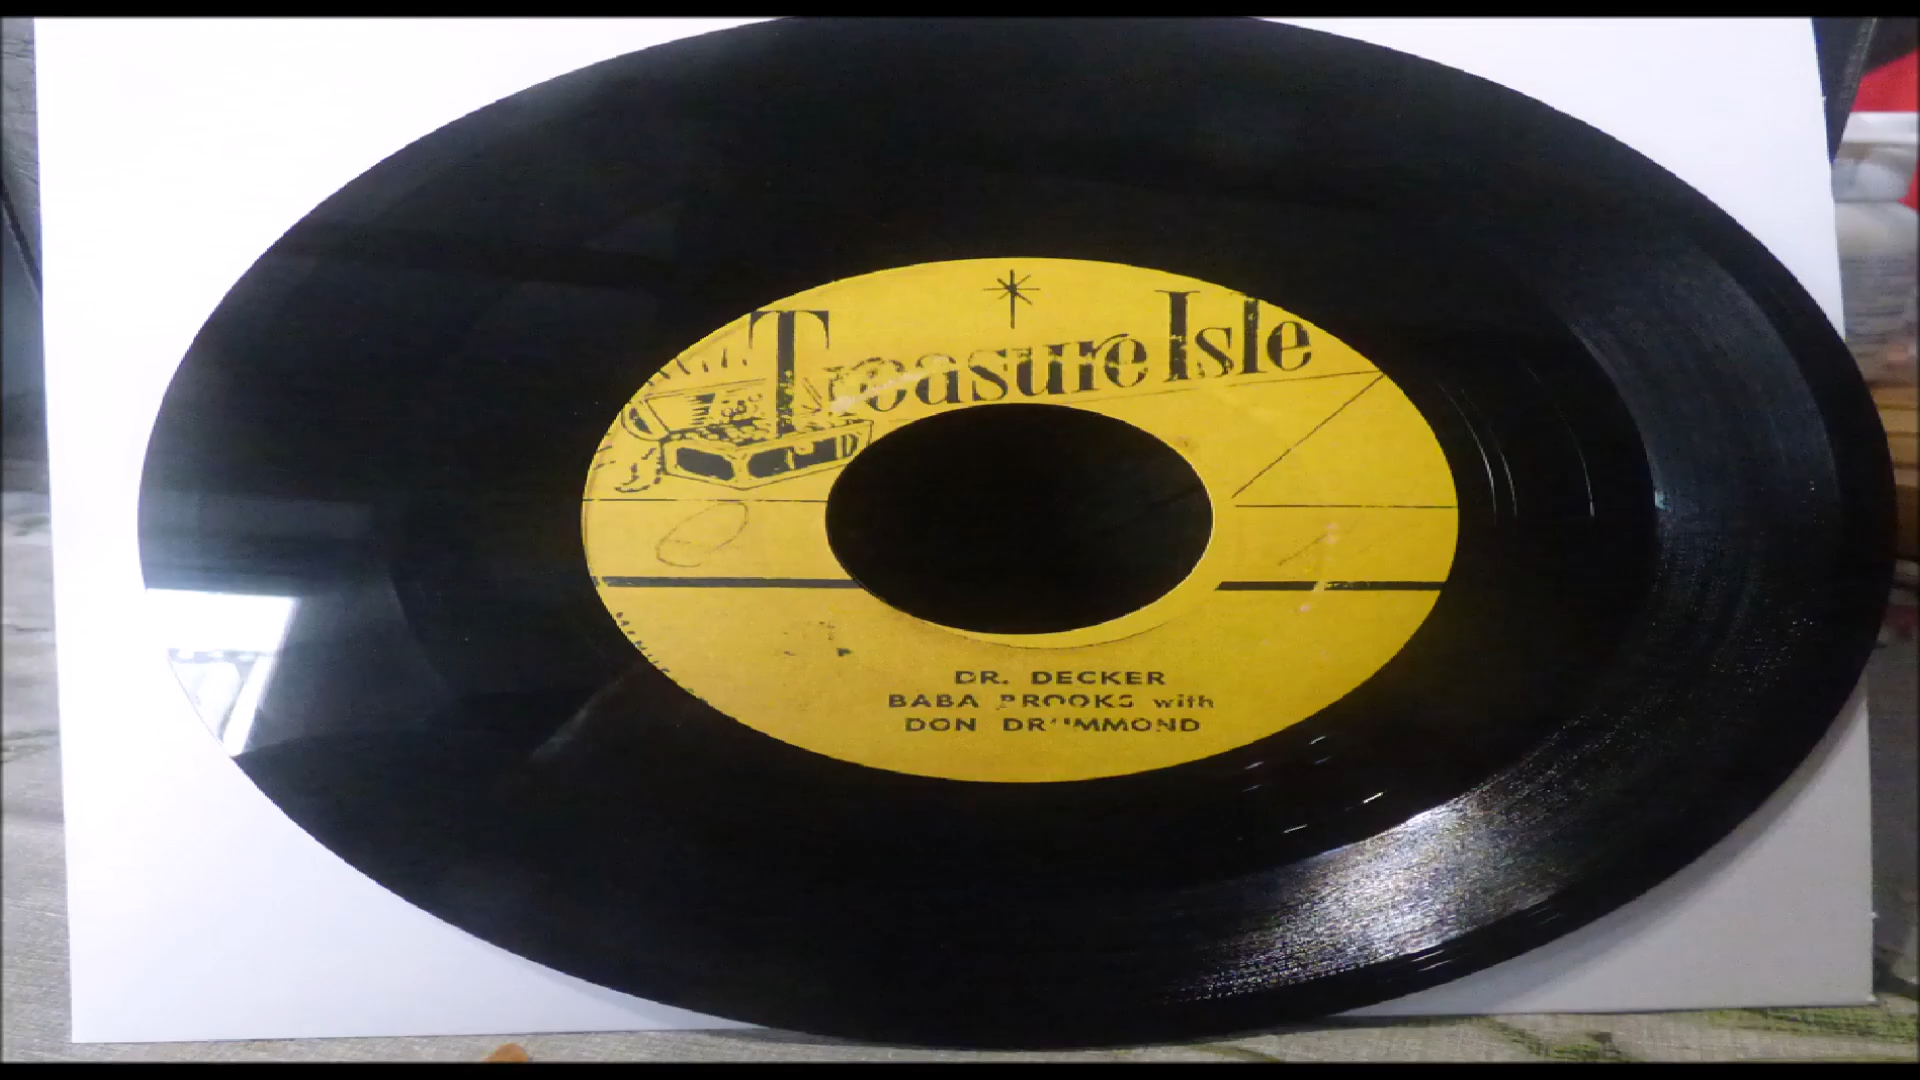 Treasure Isle
DR. DECKER
BABA BROOKS with
DON DRUMMOND